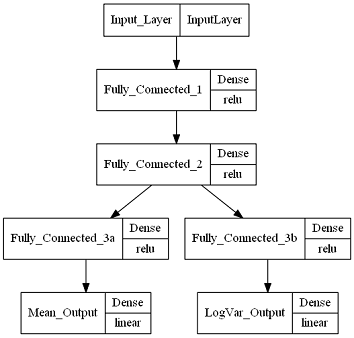 Input_Layer InputLayer
Fully_Connected_1 Dense
relu
Fully_Connected_2 Dense
relu
Fully_Connected_3a Dense
relu
Fully_Connected_3b Dense
relu
Mean_Output Dense
linear
LogVar_Output Dense
linear